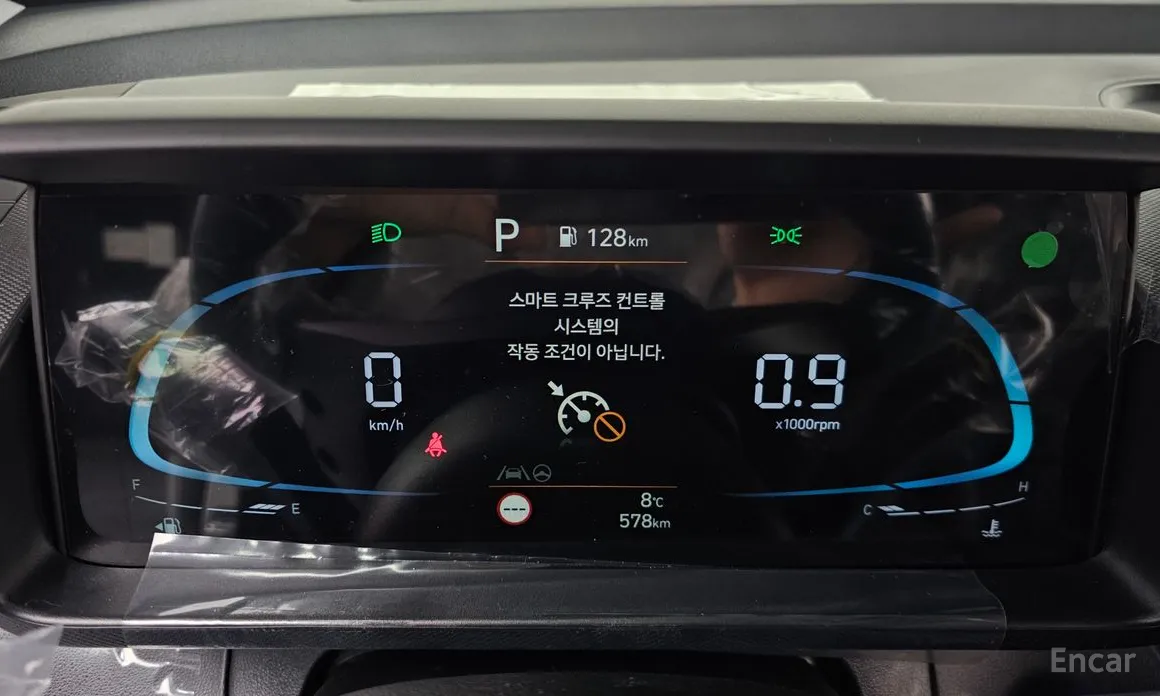 P 128km
스마트 크루즈 컨트롤
시스템의
작동 조건이 아닙니다.
0
km/h
0.9
x1000rpm
F
E
---
8℃
578km
C
H
Encar